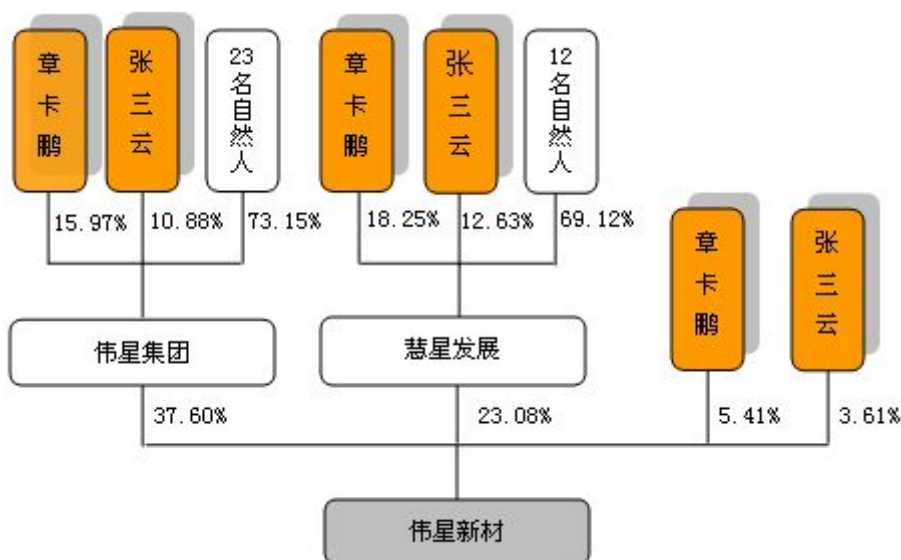 章卡鹏
张三云
23名自然人
章卡鹏
张三云
12名自然人
15.97%
10.88%
73.15%
18.25%
12.63%
69.12%
章卡鹏
张三云
伟星集团
慧星发展
37.60%
23.08%
5.41%
3.61%
伟星新材